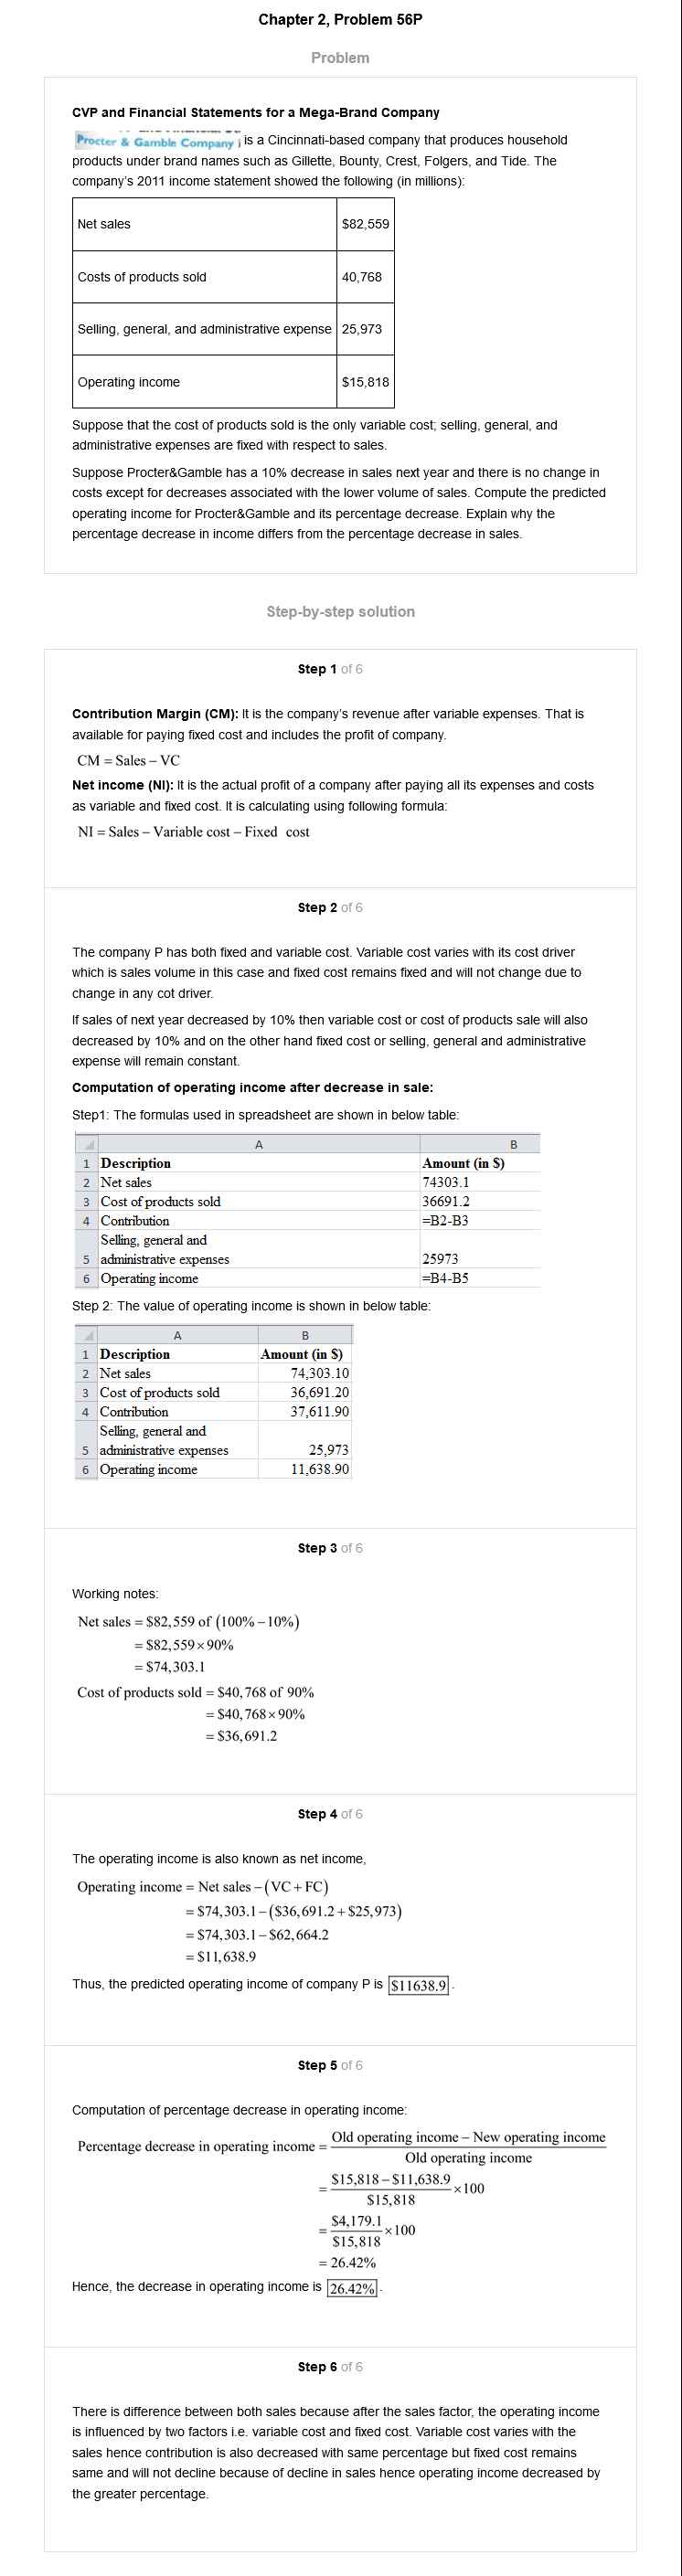 Chapter 2, Problem 56P
Problem
CVP and Financial Statements for a Mega-Brand Company
Procter & Gamble Company is a Cincinnati-based company that produces household
products under brand names such as Gillette, Bounty, Crest, Folgers, and Tide. The
company's 2011 income statement showed the following (in millions):
Net sales $82,559
Costs of products sold 40,768
Selling, general, and administrative expense 25,973
Operating income $15,818
Suppose that the cost of products sold is the only variable cost; selling, general, and
administrative expenses are fixed with respect to sales.
Suppose Procter&Gamble has a 10% decrease in sales next year and there is no change in
costs except for decreases associated with the lower volume of sales. Compute the predicted
operating income for Procter&Gamble and its percentage decrease. Explain why the
percentage decrease in income differs from the percentage decrease in sales.
Step-by-step solution
Step 1 of 6
Contribution Margin (CM): It is the company's revenue after variable expenses. That is
available for paying fixed cost and includes the profit of company.
CM = Sales – VC
Net income (NI): It is the actual profit of a company after paying all its expenses and costs
as variable and fixed cost. It is calculating using following formula:
NI = Sales – Variable cost – Fixed cost
Step 2 of 6
The company P has both fixed and variable cost. Variable cost varies with its cost driver
which is sales volume in this case and fixed cost remains fixed and will not change due to
change in any cot driver.
If sales of next year decreased by 10% then variable cost or cost of products sale will also
decreased by 10% and on the other hand fixed cost or selling, general and administrative
expense will remain constant.
Computation of operating income after decrease in sale:
Step1: The formulas used in spreadsheet are shown in below table:
A B
1 Description Amount (in $)
2 Net sales 74303.1
3 Cost of products sold 36691.2
4 Contribution =B2-B3
Selling, general and
5 administrative expenses 25973
6 Operating income =B4-B5
Step 2: The value of operating income is shown in below table:
A B
1 Description Amount (in $)
2 Net sales 74,303.10
3 Cost of products sold 36,691.20
4 Contribution 37,611.90
Selling, general and
5 administrative expenses 25,973
6 Operating income 11,638.90
Step 3 of 6
Working notes:
Net sales = $82,559 of (100% – 10%)
= $82,559 × 90%
= $74,303.1
Cost of products sold = $40,768 of 90%
= $40,768 × 90%
= $36,691.2
Step 4 of 6
The operating income is also known as net income,
Operating income = Net sales – (VC + FC)
= $74,303.1 – ($36,691.2 + $25,973)
= $74,303.1 – $62,664.2
= $11,638.9
Thus, the predicted operating income of company P is $11638.9.
Step 5 of 6
Computation of percentage decrease in operating income:
Percentage decrease in operating income = Old operating income – New operating income
Old operating income
= $15,818 – $11,638.9 × 100
$15,818
= $4,179.1 × 100
$15,818
= 26.42%
Hence, the decrease in operating income is 26.42%.
Step 6 of 6
There is difference between both sales because after the sales factor, the operating income
is influenced by two factors i.e. variable cost and fixed cost. Variable cost varies with the
sales hence contribution is also decreased with same percentage but fixed cost remains
same and will not decline because of decline in sales hence operating income decreased by
the greater percentage.